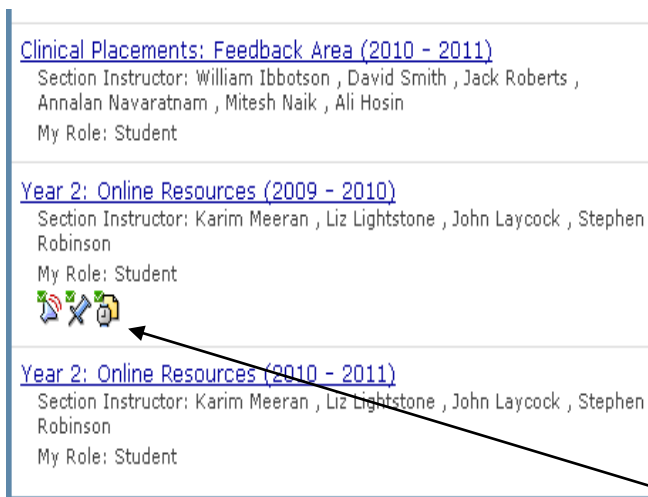 Clinical Placements: Feedback Area (2010 - 2011)
Section Instructor: William Ibbotson , David Smith , Jack Roberts ,
Annalan Navaratnam , Mitesh Naik , Ali Hosin
My Role: Student
Year 2: Online Resources (2009 - 2010)
Section Instructor: Karim Meeran , Liz Lightstone , John Laycock , Stephen
Robinson
My Role: Student
Year 2: Online Resources (2010 - 2011)
Section Instructor: Karim Meeran , Liz Lightstone , John Laycock , Stephen
Robinson
My Role: Student